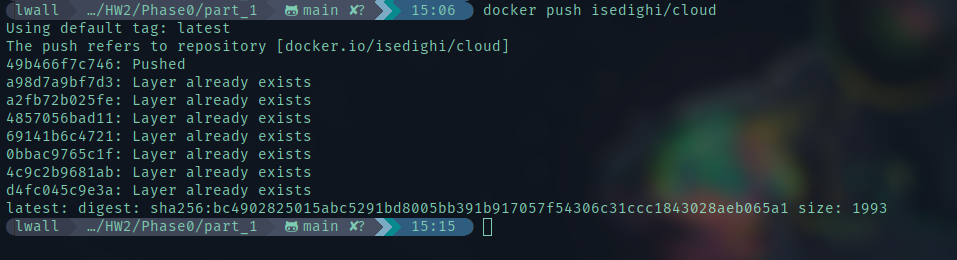 lwall …/HW2/Phase0/part_1 main ✘? 15:06 docker push isedighi/cloud
Using default tag: latest
The push refers to repository [docker.io/isedighi/cloud]
49b466f7c746: Pushed
a98d7a9bf7d3: Layer already exists
a2fb72b025fe: Layer already exists
4857056bad11: Layer already exists
69141b6c4721: Layer already exists
0bbac9765c1f: Layer already exists
4c9c2b9681ab: Layer already exists
d4fc045c9e3a: Layer already exists
latest: digest: sha256:bc4902825015abc5291bd8005bb391b917057f54306c31ccc1843028aeb065a1 size: 1993
lwall …/HW2/Phase0/part_1 main ✘? 15:15